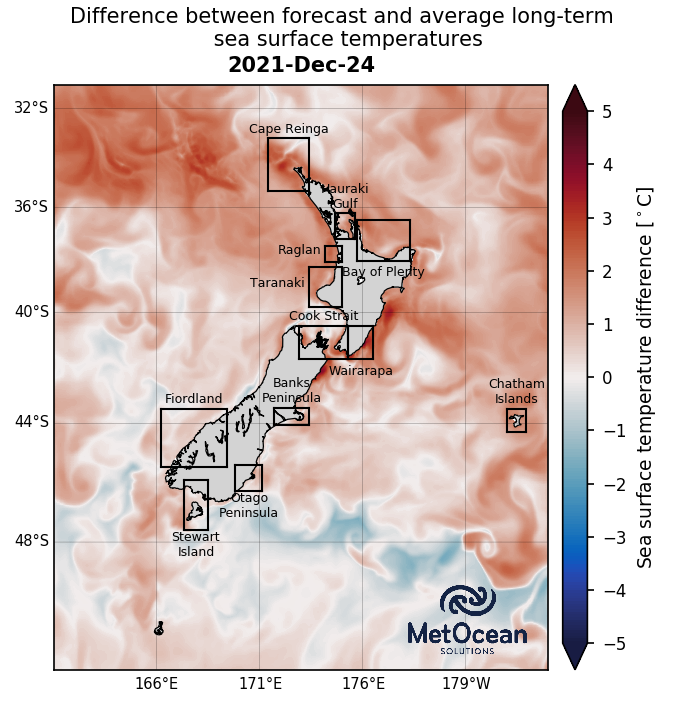 Difference between forecast and average long-term
sea surface temperatures
2021-Dec-24
32°S
36°S
40°S
44°S
48°S
166°E
171°E
176°E
179°W
Cape Reinga
Hauraki
Gulf
Raglan
Bay of Plenty
Taranaki
Cook Strait
Wairarapa
Banks
Peninsula
Fiordland
Chatham
Islands
Otago
Peninsula
Stewart
Island
MetOcean
SOLUTIONS
5
4
3
2
1
0
−1
−2
−3
−4
−5
Sea surface temperature difference [°C]